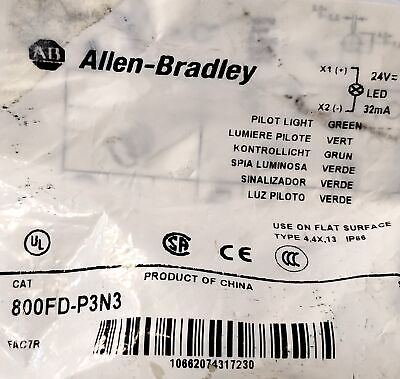 AB Allen-Bradley
X1 (+) 24V=
LED
X2 (-) 32mA
PILOT LIGHT GREEN
LUMIERE PILOTE VERT
KONTROLLICHT GRUN
SPIA LUMINOSA VERDE
SINALIZADOR VERDE
LUZ PILOTO VERDE
USE ON FLAT SURFACE
TYPE 4,4X,13 IP66
UL SA CE CCC
PRODUCT OF CHINA
CAT
800FD-P3N3
FAC7R
10662074317230